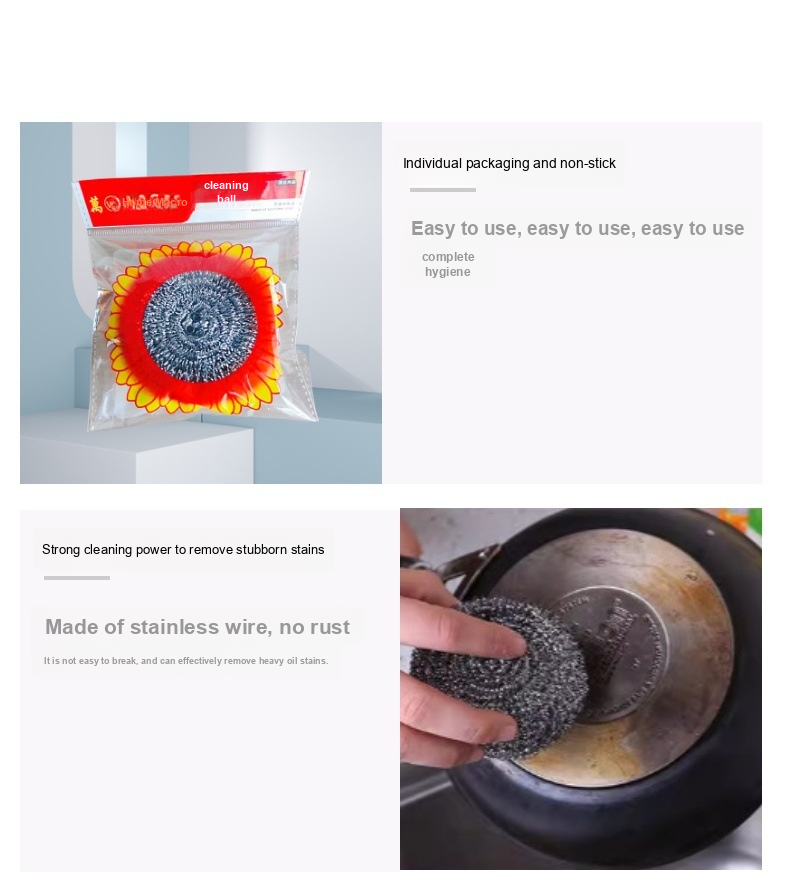 cleaning
ball
萬
Individual packaging and non-stick
Easy to use, easy to use, easy to use
complete
hygiene
Strong cleaning power to remove stubborn stains
Made of stainless wire, no rust
It is not easy to break, and can effectively remove heavy oil stains.